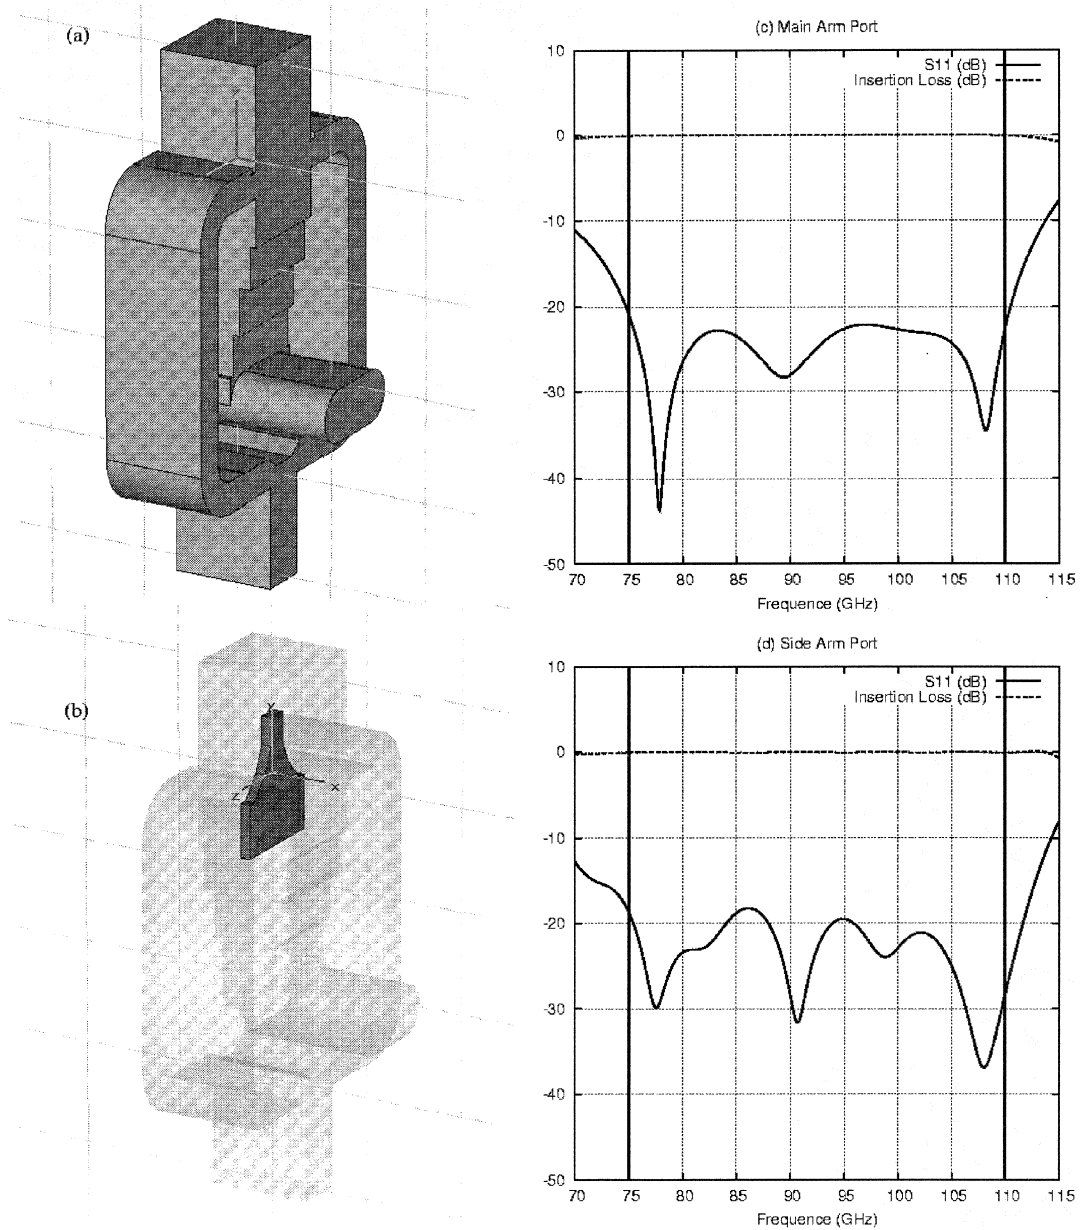 (a)
(c) Main Arm Port
S11 (dB)
Insertion Loss (dB)
10
0
-10
-20
-30
-40
-50
70 75 80 85 90 95 100 105 110 115
Frequence (GHz)
(b)
Y
Z
X
(d) Side Arm Port
S11 (dB)
Insertion Loss (dB)
10
0
-10
-20
-30
-40
-50
70 75 80 85 90 95 100 105 110 115
Frequence (GHz)